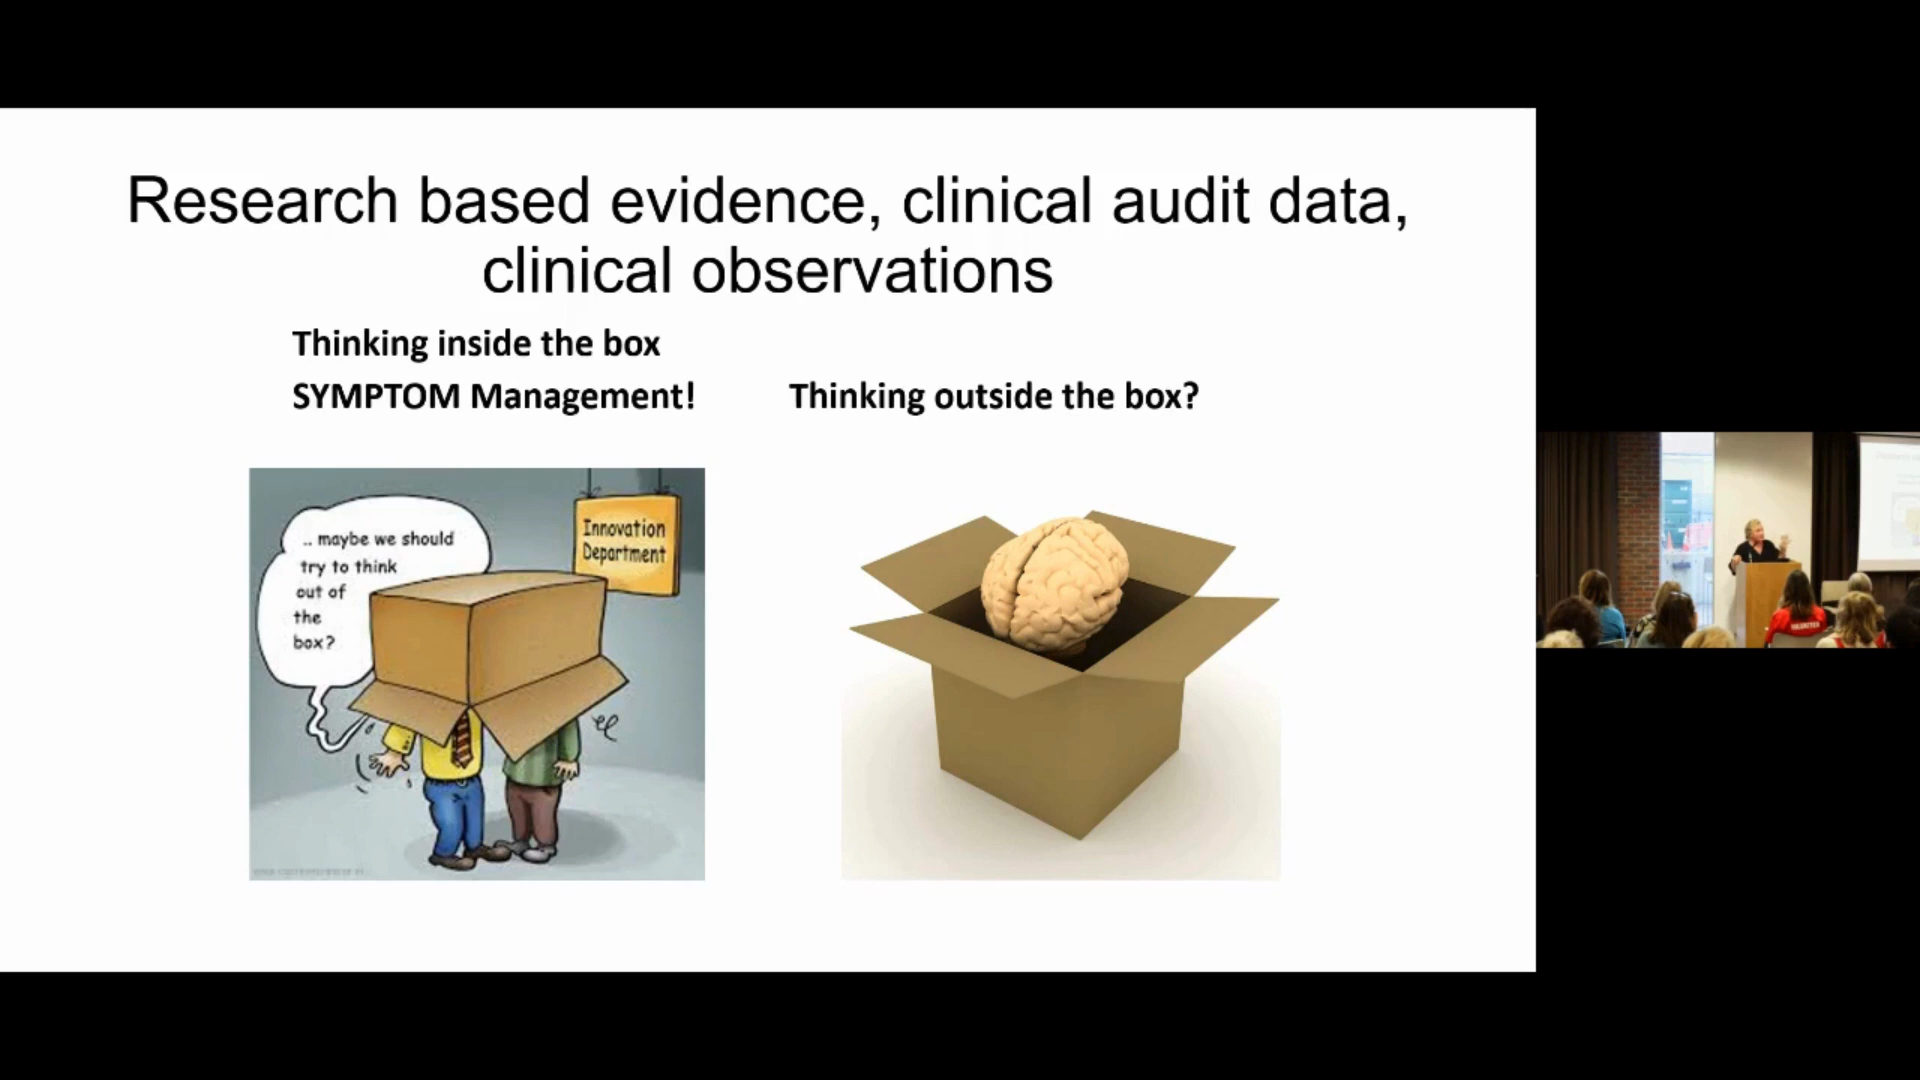 Research based evidence, clinical audit data,
clinical observations
Thinking inside the box
SYMPTOM Management!
Thinking outside the box?
.. maybe we should
try to think
out of
the
box?
Innovation
Department
VOLUNTEER